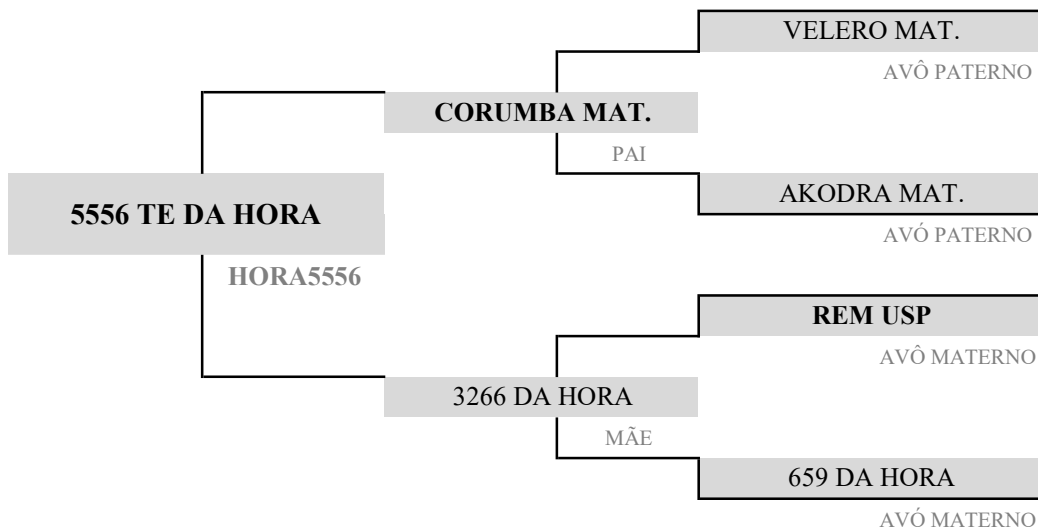 VELERO MAT.
AVÔ PATERNO
CORUMBA MAT.
PAI
AKODRA MAT.
AVÓ PATERNO
5556 TE DA HORA
HORA5556
REM USP
AVÔ MATERNO
3266 DA HORA
MÃE
659 DA HORA
AVÓ MATERNO